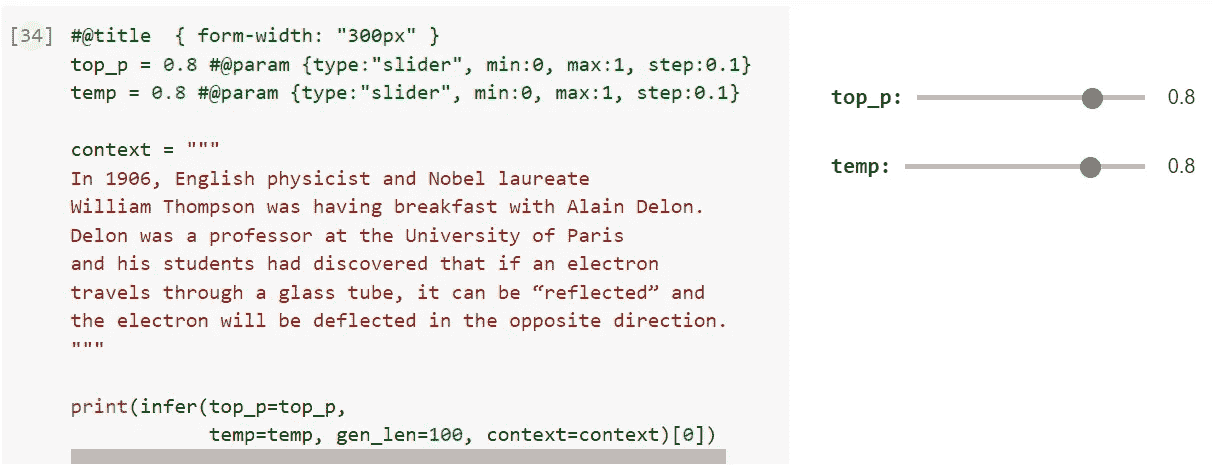 [34] #@title  { form-width: "300px" }
top_p = 0.8 #@param {type:"slider", min:0, max:1, step:0.1}
temp = 0.8 #@param {type:"slider", min:0, max:1, step:0.1}
context = """
In 1906, English physicist and Nobel laureate
William Thompson was having breakfast with Alain Delon.
Delon was a professor at the University of Paris
and his students had discovered that if an electron
travels through a glass tube, it can be “reflected” and
the electron will be deflected in the opposite direction.
"""
print(infer(top_p=top_p,
            temp=temp, gen_len=100, context=context)[0])
top_p: 0.8
temp: 0.8